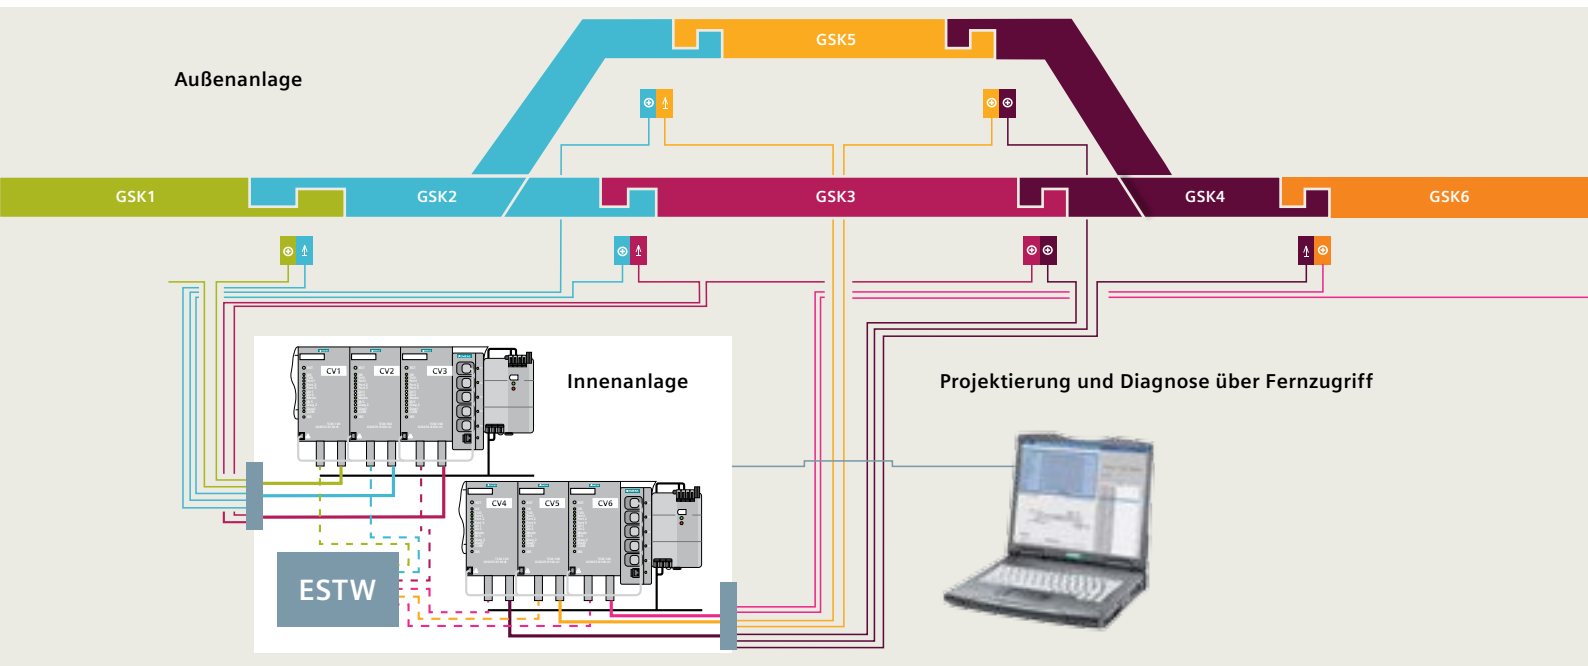 GSK5
Außenanlage
GSK1
GSK2
GSK3
GSK4
GSK6
CV1
CV2
CV3
Innenanlage
Projektierung und Diagnose über Fernzugriff
CV4
CV5
CV6
ESTW